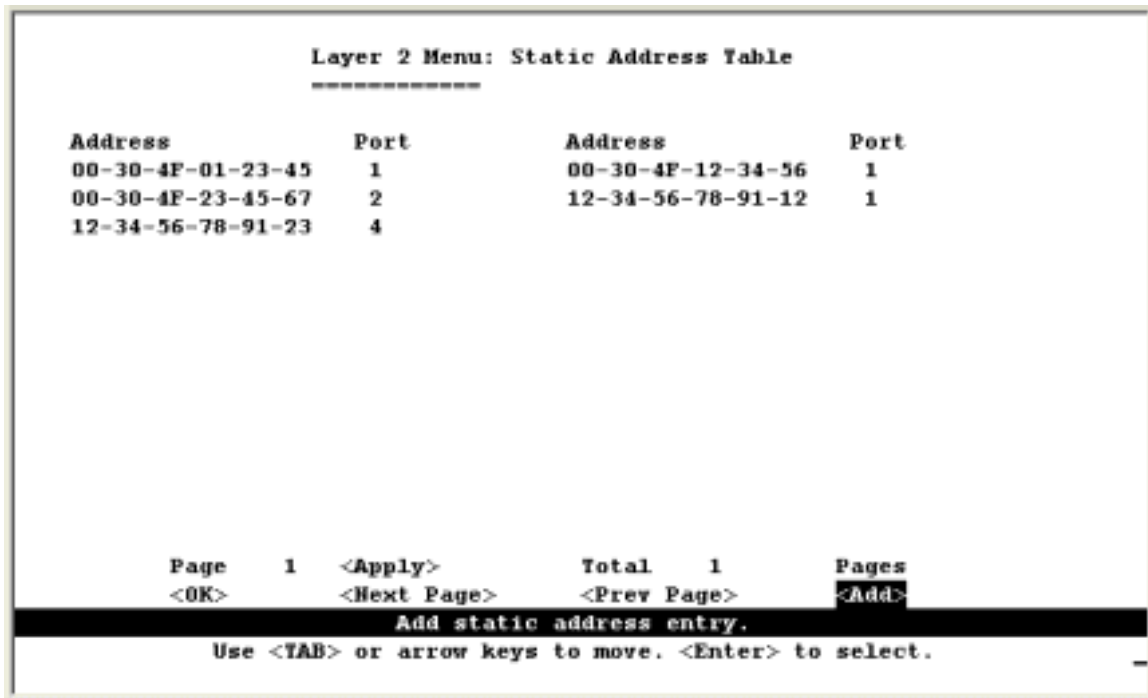 Layer 2 Menu: Static Address Table
============
Address Port Address Port
00-30-4F-01-23-45 1 00-30-4F-12-34-56 1
00-30-4F-23-45-67 2 12-34-56-78-91-12 1
12-34-56-78-91-23 4
Page 1 <Apply> Total 1 Pages
<OK> <Next Page> <Prev Page> <Add>
Add static address entry.
Use <TAB> or arrow keys to move. <Enter> to select.